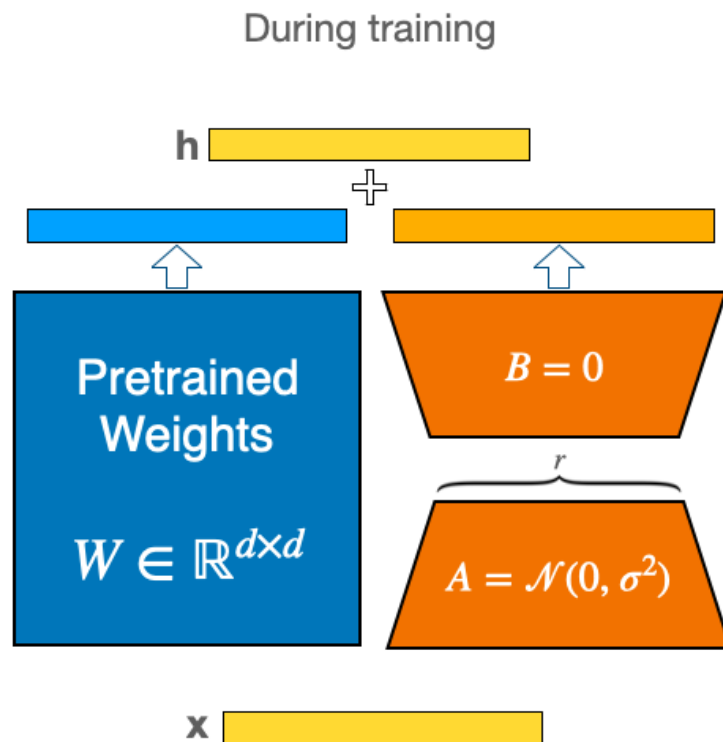 During training
h
Pretrained
Weights
W ∈ ℝ^{d×d}
B = 0
r
A = 𝒩(0, σ²)
x